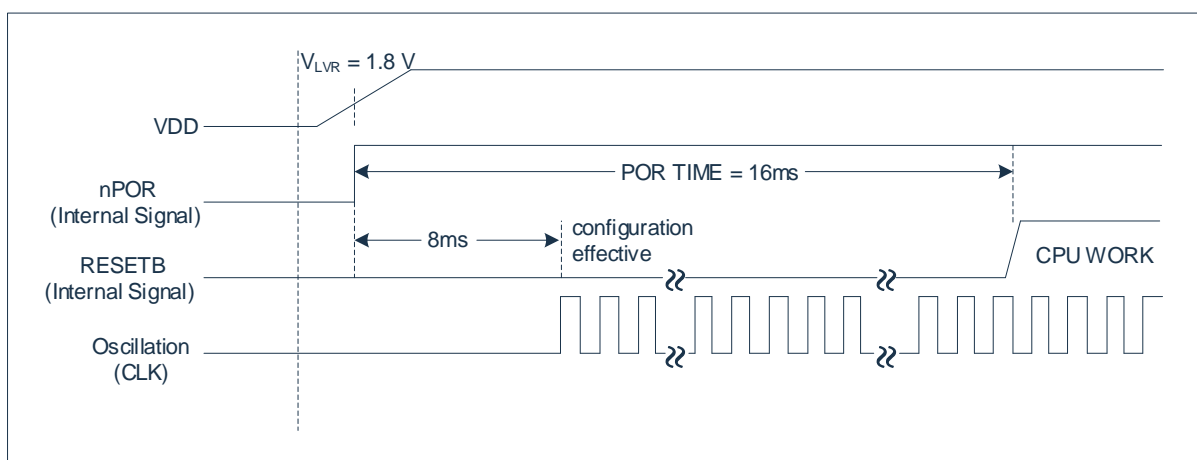 VLVR = 1.8 V
VDD
POR TIME = 16ms
nPOR
(Internal Signal)
8ms
configuration
effective
RESETB
(Internal Signal)
CPU WORK
Oscillation
(CLK)